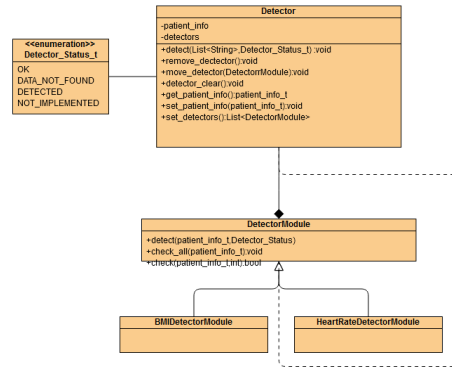 Detector
-patient_info
-detectors
+detect(List<String>,Detector_Status_t):void
+remove_dectector():void
+move_detector(DetectorrModule):void
+detector_clear():void
+get_patient_info():patient_info_t
+set_patient_info(patient_info_t):void
+set_detectors():List<DetectorModule>
<<enumeration>>
Detector_Status_t
OK
DATA_NOT_FOUND
DETECTED
NOT_IMPLEMENTED
DetectorModule
+detect(patient_info_t,Detector_Status)
+check_all(patient_info_t):void
+check(patient_info_t,int):bool
BMIDetectorModule
HeartRateDetectorModule